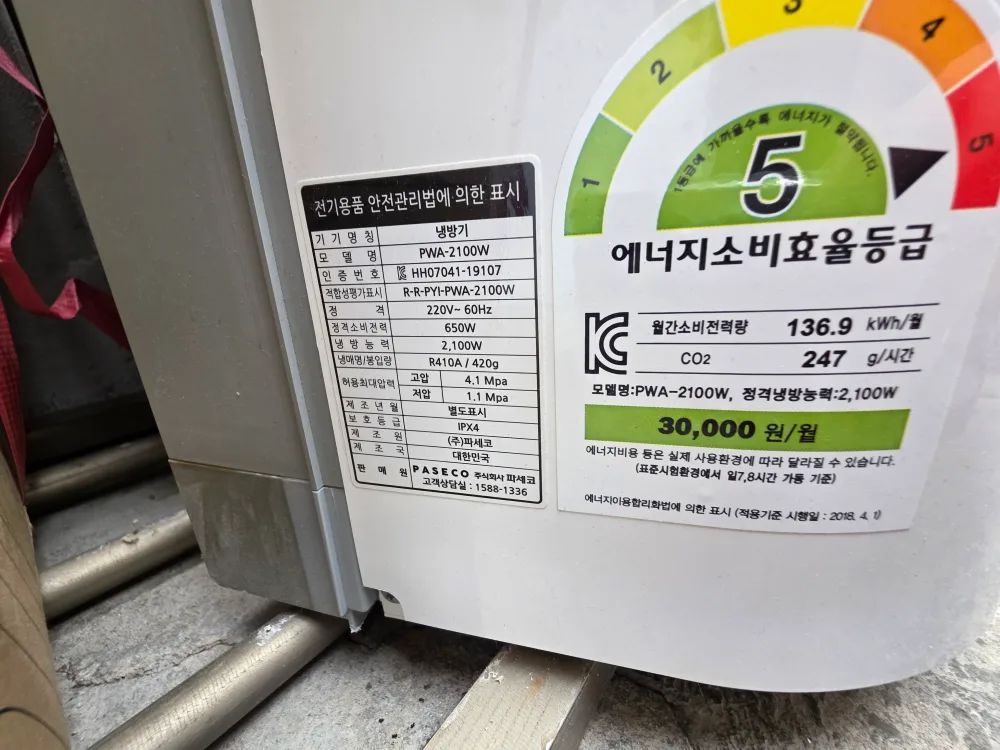 전기용품 안전관리법에 의한 표시
기기명칭 냉방기
모델명 PWA-2100W
인증번호 HH07041-19107
적합성평가표시 R-R-PYI-PWA-2100W
정격 220V~ 60Hz
정격소비전력 650W
냉방능력 2,100W
냉매명/봉입량 R410A / 420g
허용최대압력 고압 4.1 Mpa
저압 1.1 Mpa
제조년월 별도표시
보호등급 IPX4
제조원 (주)파세코
제조국 대한민국
판매원 PASECO 주식회사 파세코
고객상담실 : 1588-1336
1 2 3 4 5
1등급에 가까울수록 에너지가 절약됩니다.
5
에너지소비효율등급
월간소비전력량 136.9 kWh/월
CO2 247 g/시간
모델명:PWA-2100W, 정격냉방능력:2,100W
30,000 원/월
에너지비용 등은 실제 사용환경에 따라 달라질 수 있습니다.
(표준시험환경에서 일7.8시간 가동 기준)
에너지이용합리화법에 의한 표시 (적용기준 시행일 : 2018. 4. 1)